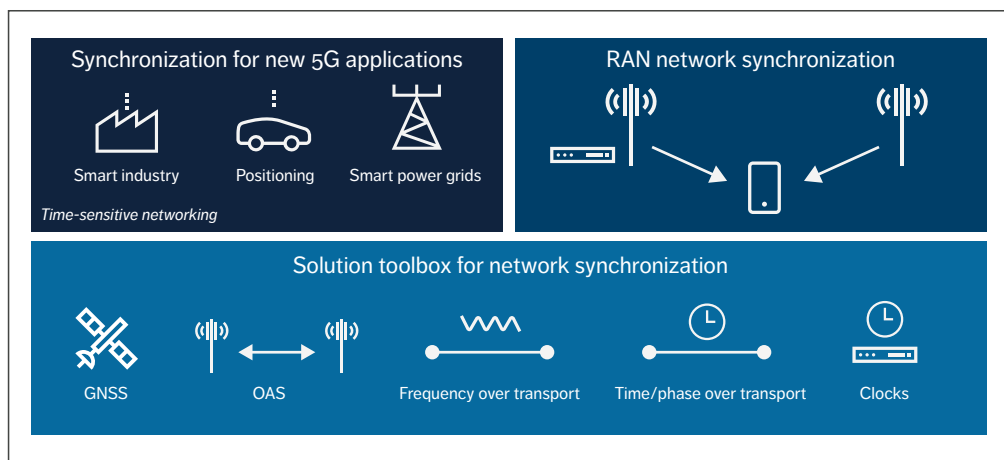 Synchronization for new 5G applications
Smart industry
Positioning
Smart power grids
Time-sensitive networking
RAN network synchronization
Solution toolbox for network synchronization
GNSS
OAS
Frequency over transport
Time/phase over transport
Clocks